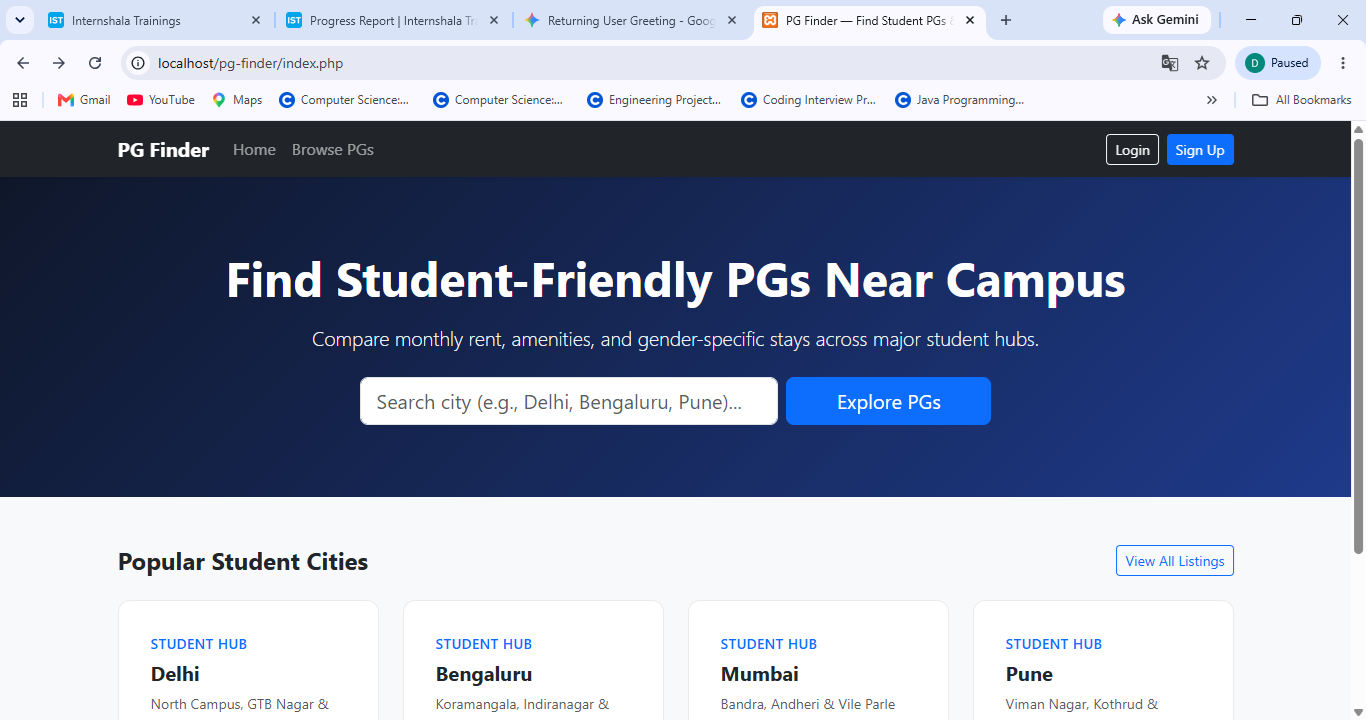 Internshala Trainings
Progress Report | Internshala Tr
Returning User Greeting - Goog
PG Finder — Find Student PGs
Ask Gemini
localhost/pg-finder/index.php
D
Paused
Gmail
YouTube
Maps
Computer Science:...
Computer Science:...
Engineering Project...
Coding Interview Pr...
Java Programming...
All Bookmarks
PG Finder
Home
Browse PGs
Login
Sign Up
Find Student-Friendly PGs Near Campus
Compare monthly rent, amenities, and gender-specific stays across major student hubs.
Search city (e.g., Delhi, Bengaluru, Pune)...
Explore PGs
Popular Student Cities
View All Listings
STUDENT HUB
Delhi
North Campus, GTB Nagar &
STUDENT HUB
Bengaluru
Koramangala, Indiranagar &
STUDENT HUB
Mumbai
Bandra, Andheri & Vile Parle
STUDENT HUB
Pune
Viman Nagar, Kothrud &